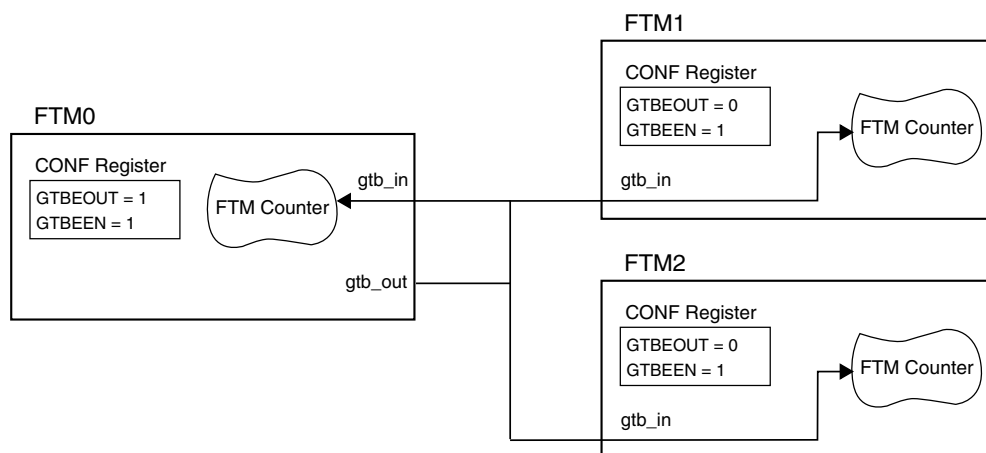 FTM0
CONF Register
GTBEOUT = 1
GTBEEN = 1
FTM Counter
gtb_in
gtb_out
FTM1
CONF Register
GTBEOUT = 0
GTBEEN = 1
FTM Counter
gtb_in
FTM2
CONF Register
GTBEOUT = 0
GTBEEN = 1
FTM Counter
gtb_in